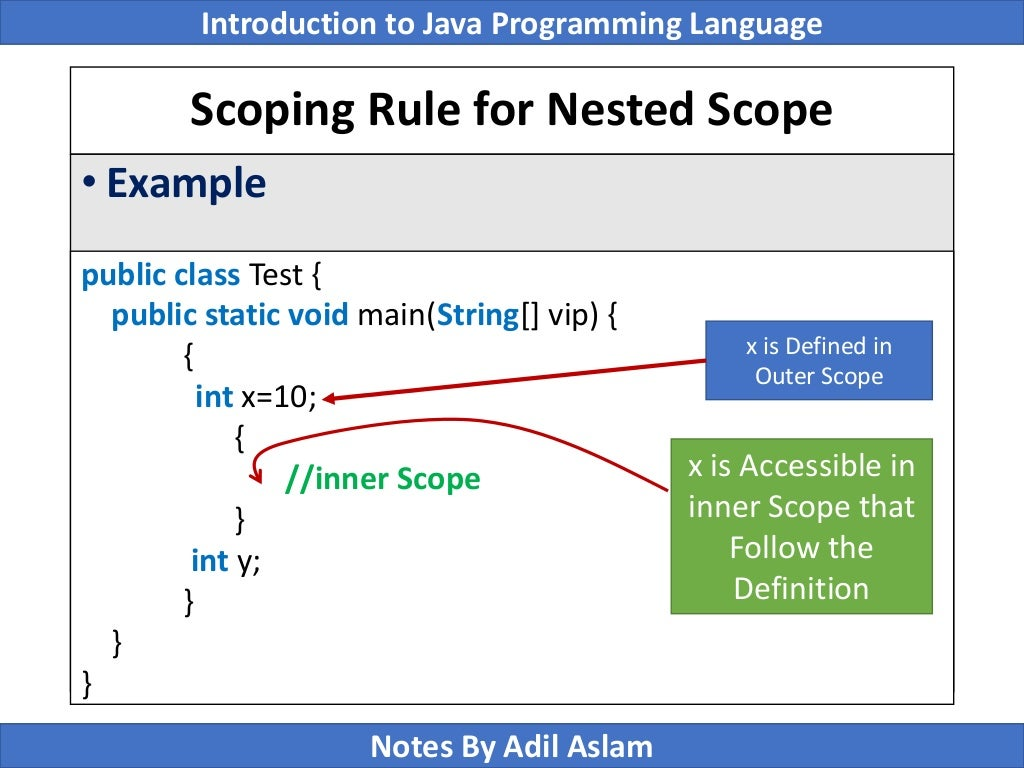 Introduction to Java Programming Language
Scoping Rule for Nested Scope
• Example
public class Test {
public static void main(String[] vip) {
{
int x=10;
{
//inner Scope
}
int y;
}
}
}
x is Defined in
Outer Scope
x is Accessible in
inner Scope that
Follow the
Definition
Notes By Adil Aslam